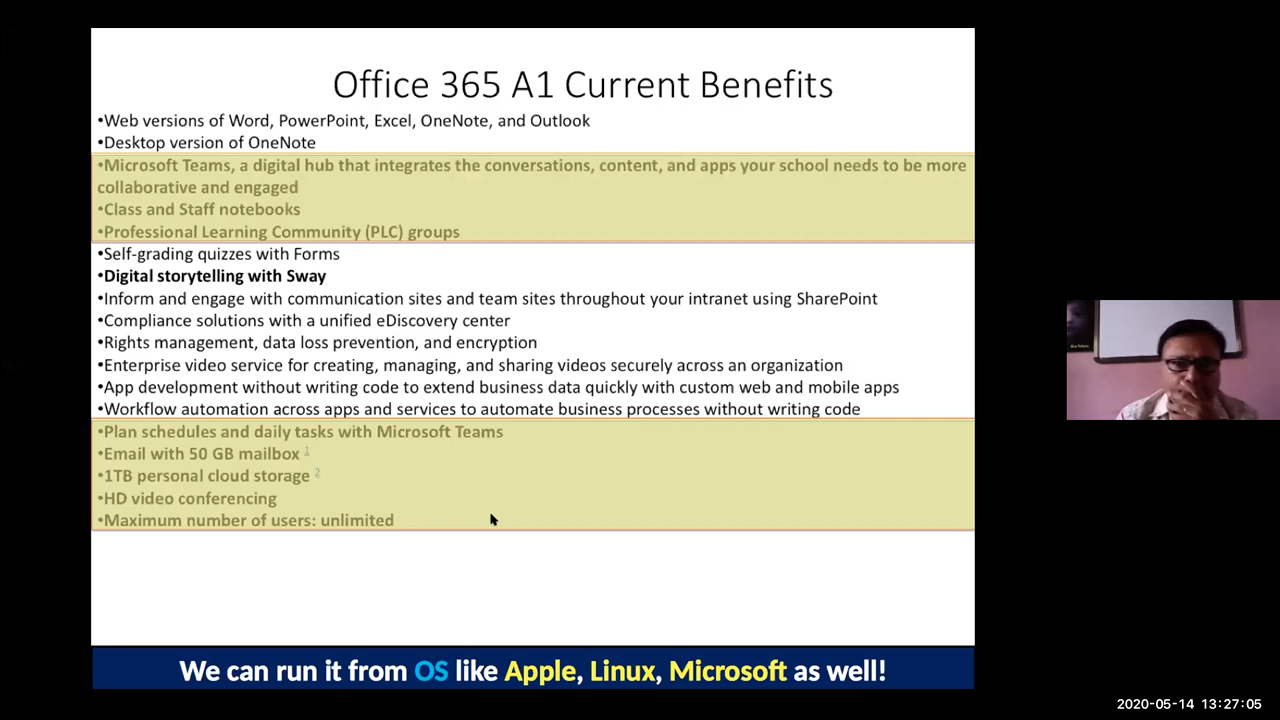 Office 365 A1 Current Benefits
•Web versions of Word, PowerPoint, Excel, OneNote, and Outlook
•Desktop version of OneNote
•Microsoft Teams, a digital hub that integrates the conversations, content, and apps your school needs to be more
collaborative and engaged
•Class and Staff notebooks
•Professional Learning Community (PLC) groups
•Self-grading quizzes with Forms
•Digital storytelling with Sway
•Inform and engage with communication sites and team sites throughout your intranet using SharePoint
•Compliance solutions with a unified eDiscovery center
•Rights management, data loss prevention, and encryption
•Enterprise video service for creating, managing, and sharing videos securely across an organization
•App development without writing code to extend business data quickly with custom web and mobile apps
•Workflow automation across apps and services to automate business processes without writing code
•Plan schedules and daily tasks with Microsoft Teams
•Email with 50 GB mailbox 1
•1TB personal cloud storage 2
•HD video conferencing
•Maximum number of users: unlimited
We can run it from OS like Apple, Linux, Microsoft as well!
2020-05-14 13:27:05